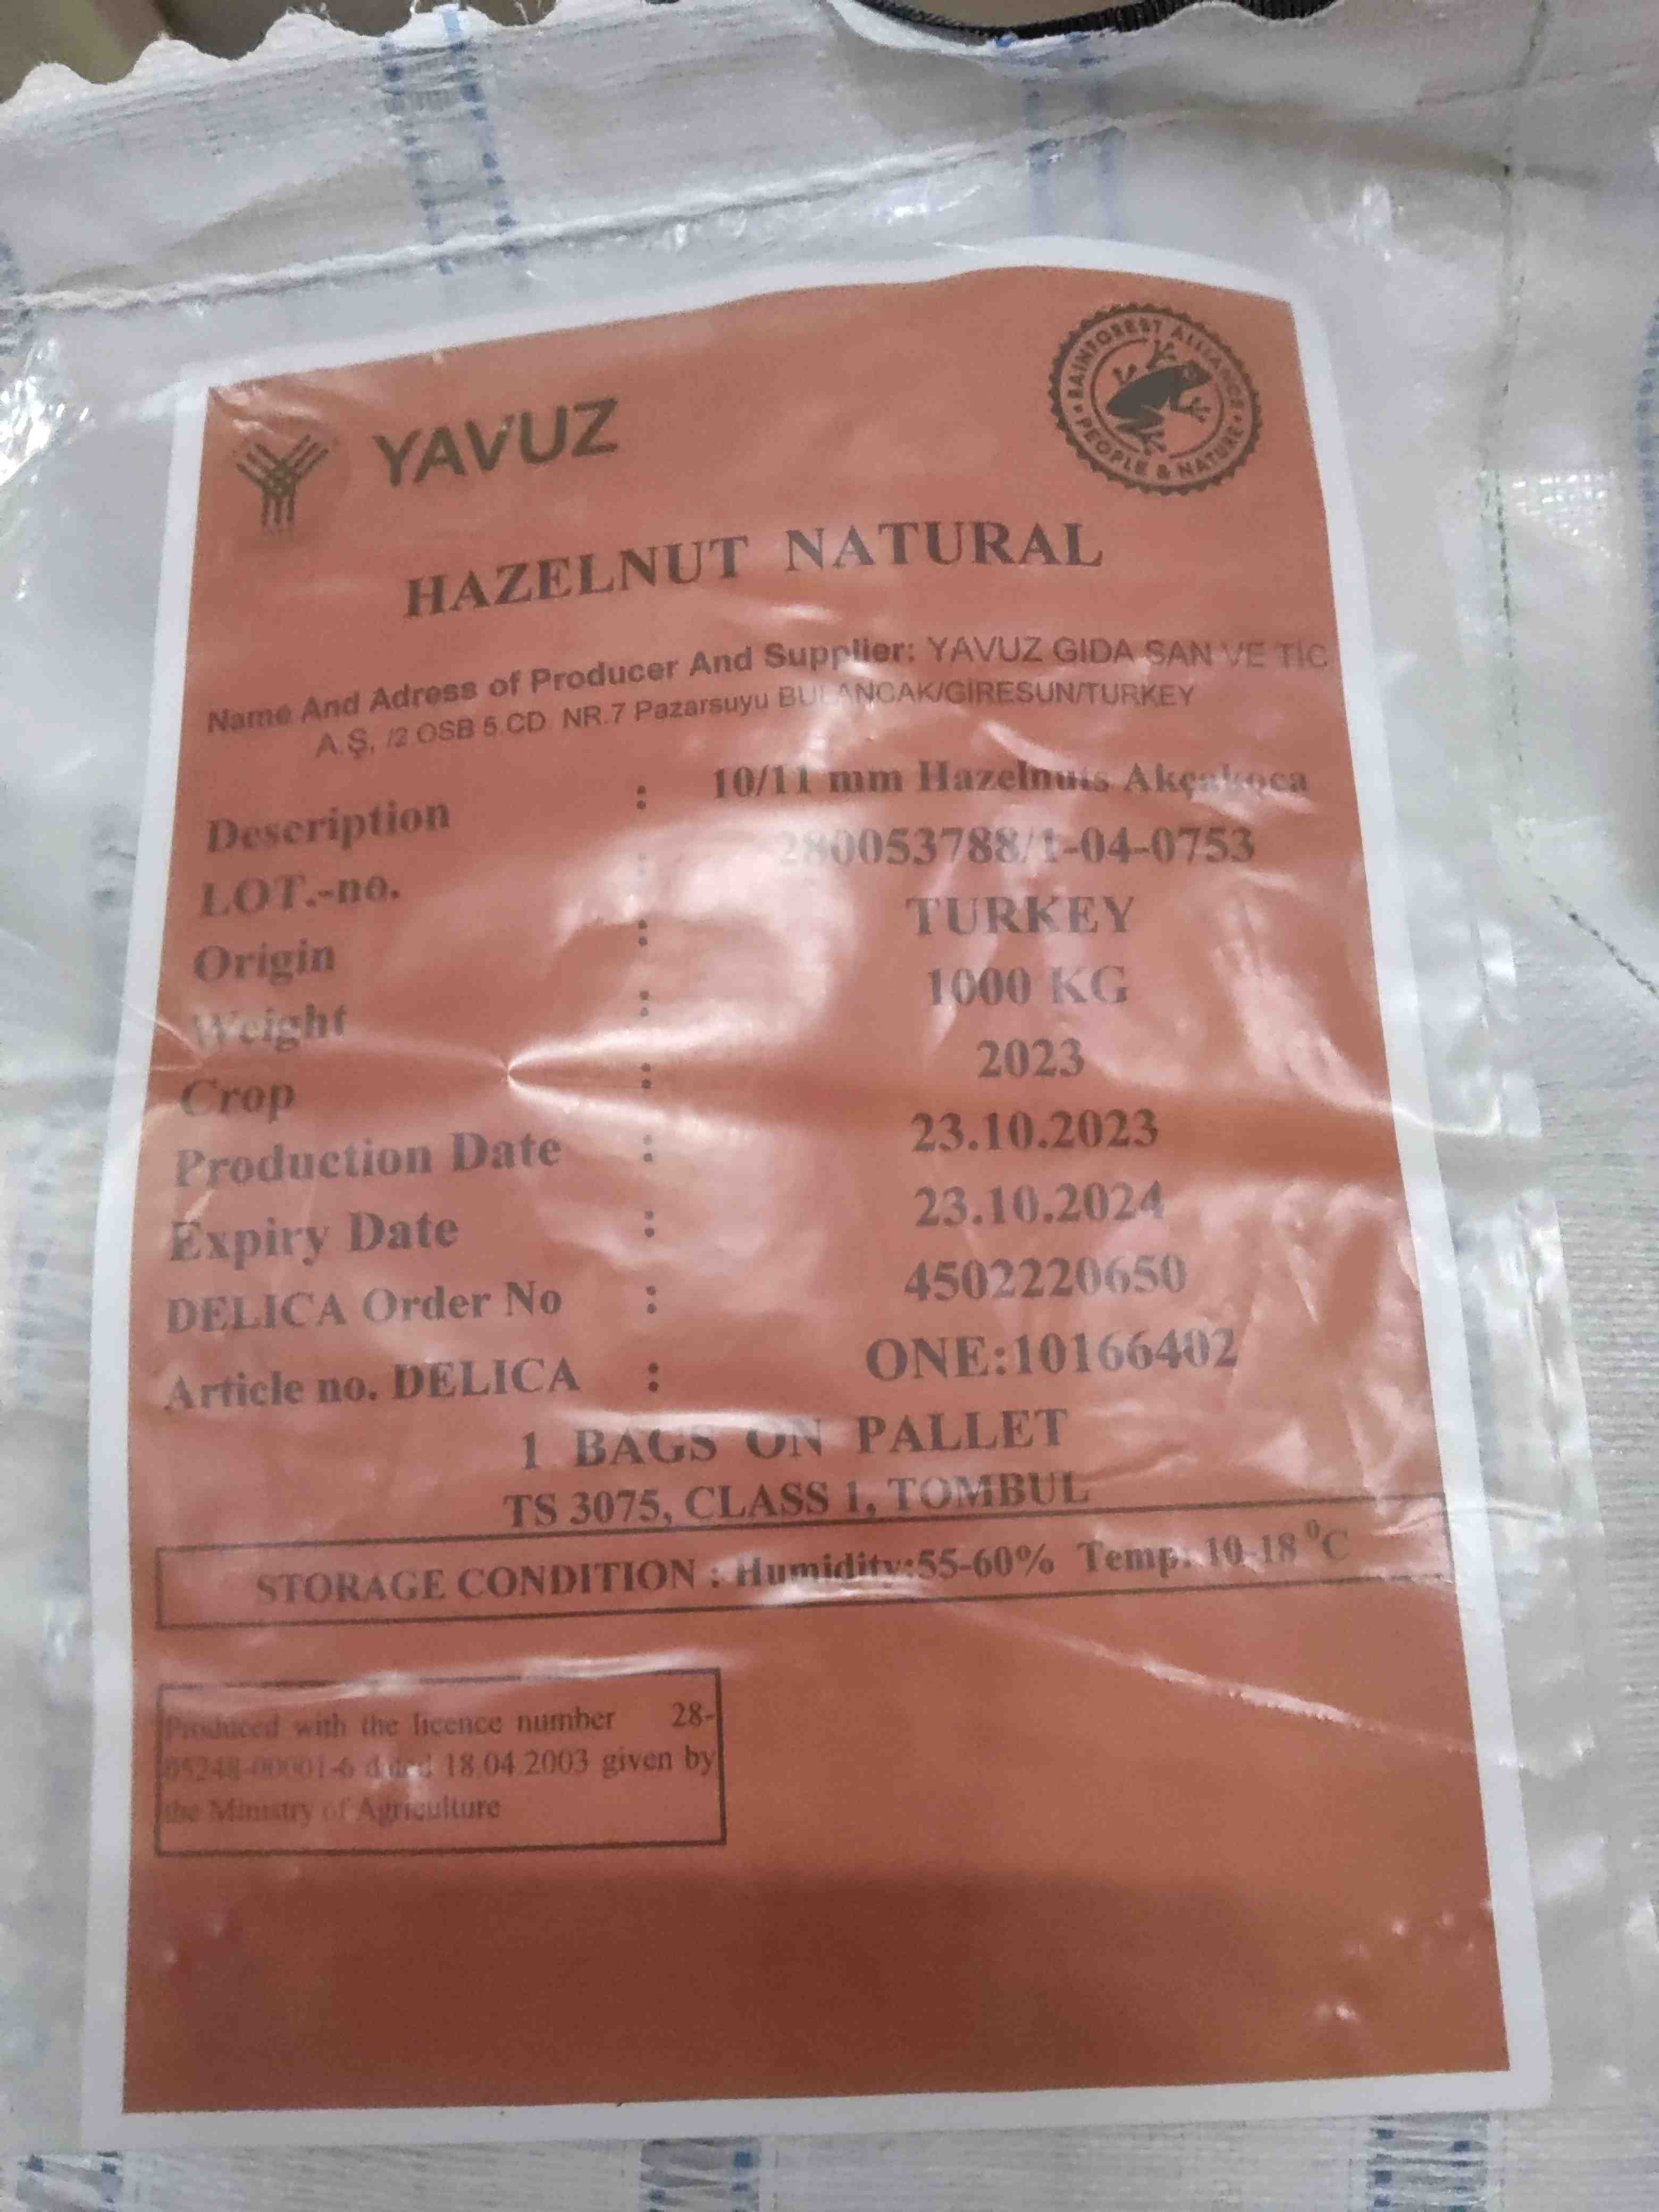 YAVUZ
RAINFOREST ALLIANCE
PEOPLE & NATURE
HAZELNUT NATURAL
Name And Adress of Producer And Supplier: YAVUZ GIDA SAN VE TİC
A.Ş. /2 OSB 5.CD. NR.7 Pazarsuyu BULANCAK/GİRESUN/TURKEY
Description : 10/11 mm Hazelnuts Akçakoca
LOT.-no. : 280053788/1-04-0753
Origin : TURKEY
Weight : 1000 KG
Crop : 2023
Production Date : 23.10.2023
Expiry Date : 23.10.2024
DELICA Order No : 4502220650
Article no. DELICA : ONE:10166402
1 BAGS ON PALLET
TS 3075, CLASS 1, TOMBUL
STORAGE CONDITION : Humidity:55-60% Temp: 10-18 ⁰C
Produced with the licence number 28-
05248-00001-6 dated 18.04.2003 given by
the Ministry of Agriculture